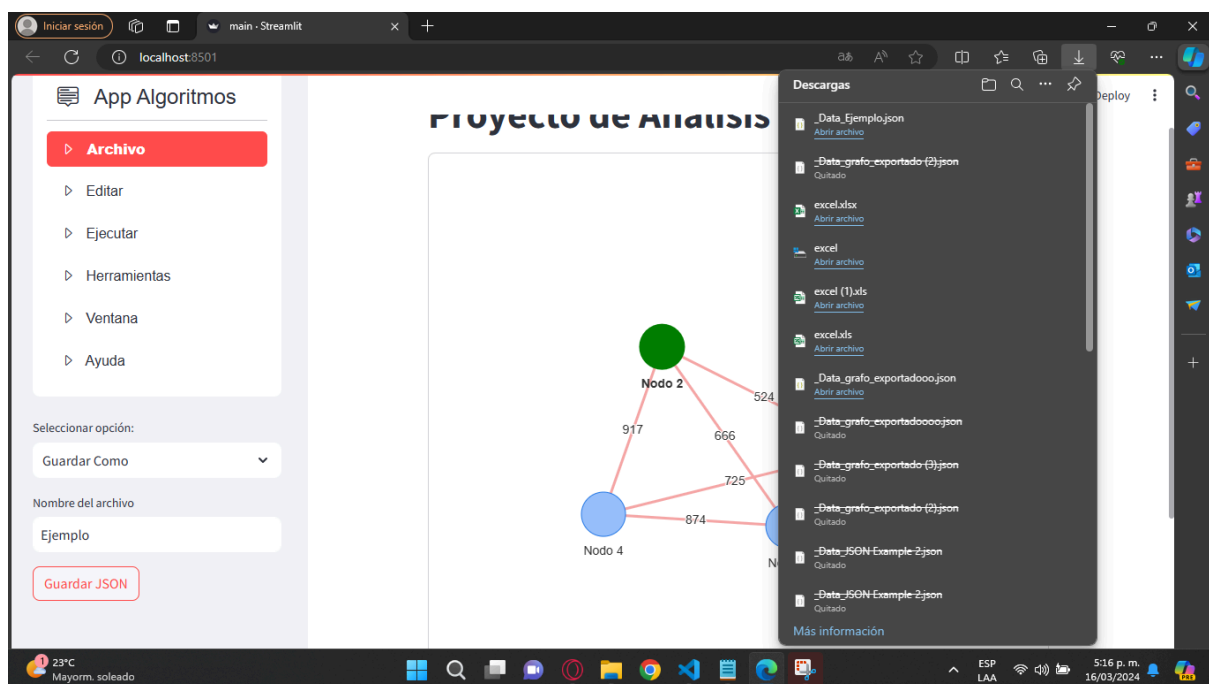 Iniciar sesión
main · Streamlit
localhost:8501
App Algoritmos
Archivo
Editar
Ejecutar
Herramientas
Ventana
Ayuda
Seleccionar opción:
Guardar Como
Nombre del archivo
Ejemplo
Guardar JSON
Deploy
Proyecto de Analisis
Nodo 2
524
917
666
725
874
Nodo 4
Descargas
_Data_Ejemplo.json
Abrir archivo
_Data_grafo_exportado (2).json
Quitado
excel.xlsx
Abrir archivo
excel
Abrir archivo
excel (1).xls
Abrir archivo
excel.xls
Abrir archivo
_Data_grafo_exportadooo.json
Abrir archivo
_Data_grafo_exportadoooo.json
Quitado
_Data_grafo_exportado (3).json
Quitado
_Data_grafo_exportado (2).json
Quitado
_Data_JSON Example 2.json
Quitado
_Data_JSON Example 2.json
Quitado
Más información
1
23°C
Mayorm. soleado
ESP
LAA
5:16 p. m.
16/03/2024
PRE